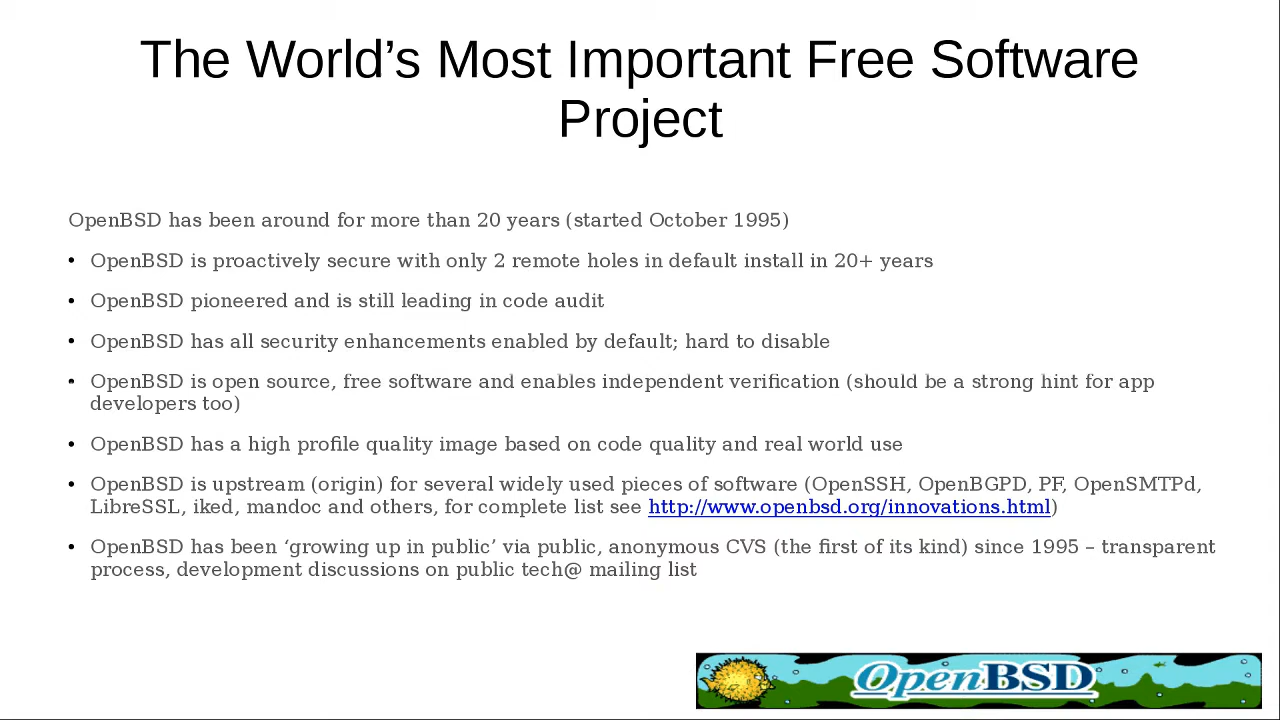 The World’s Most Important Free Software
Project
OpenBSD has been around for more than 20 years (started October 1995)
• OpenBSD is proactively secure with only 2 remote holes in default install in 20+ years
• OpenBSD pioneered and is still leading in code audit
• OpenBSD has all security enhancements enabled by default; hard to disable
• OpenBSD is open source, free software and enables independent verification (should be a strong hint for app
developers too)
• OpenBSD has a high profile quality image based on code quality and real world use
• OpenBSD is upstream (origin) for several widely used pieces of software (OpenSSH, OpenBGPD, PF, OpenSMTPd,
LibreSSL, iked, mandoc and others, for complete list see http://www.openbsd.org/innovations.html)
• OpenBSD has been ‘growing up in public’ via public, anonymous CVS (the first of its kind) since 1995 – transparent
process, development discussions on public tech@ mailing list
OpenBSD